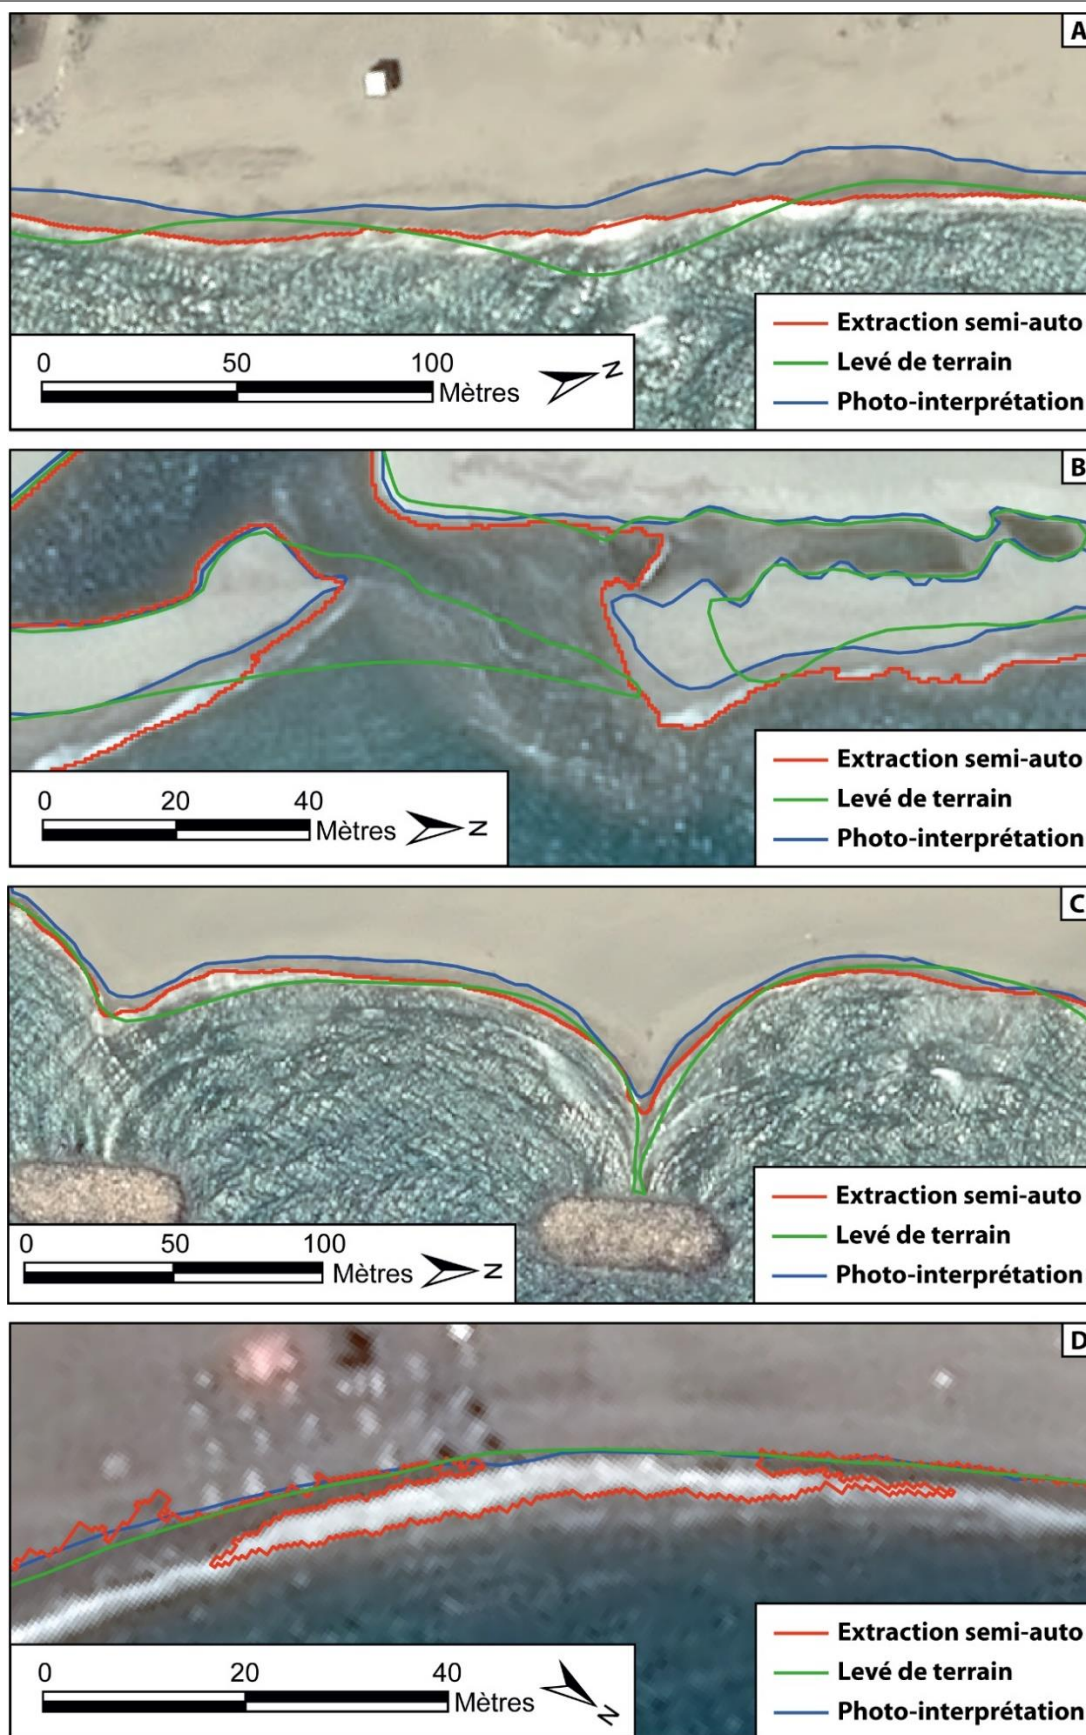 A
Extraction semi-auto
Levé de terrain
Photo-interprétation
0 50 100
Mètres N
B
Extraction semi-auto
Levé de terrain
Photo-interprétation
0 20 40
Mètres N
C
Extraction semi-auto
Levé de terrain
Photo-interprétation
0 50 100
Mètres N
D
Extraction semi-auto
Levé de terrain
Photo-interprétation
0 20 40
Mètres N